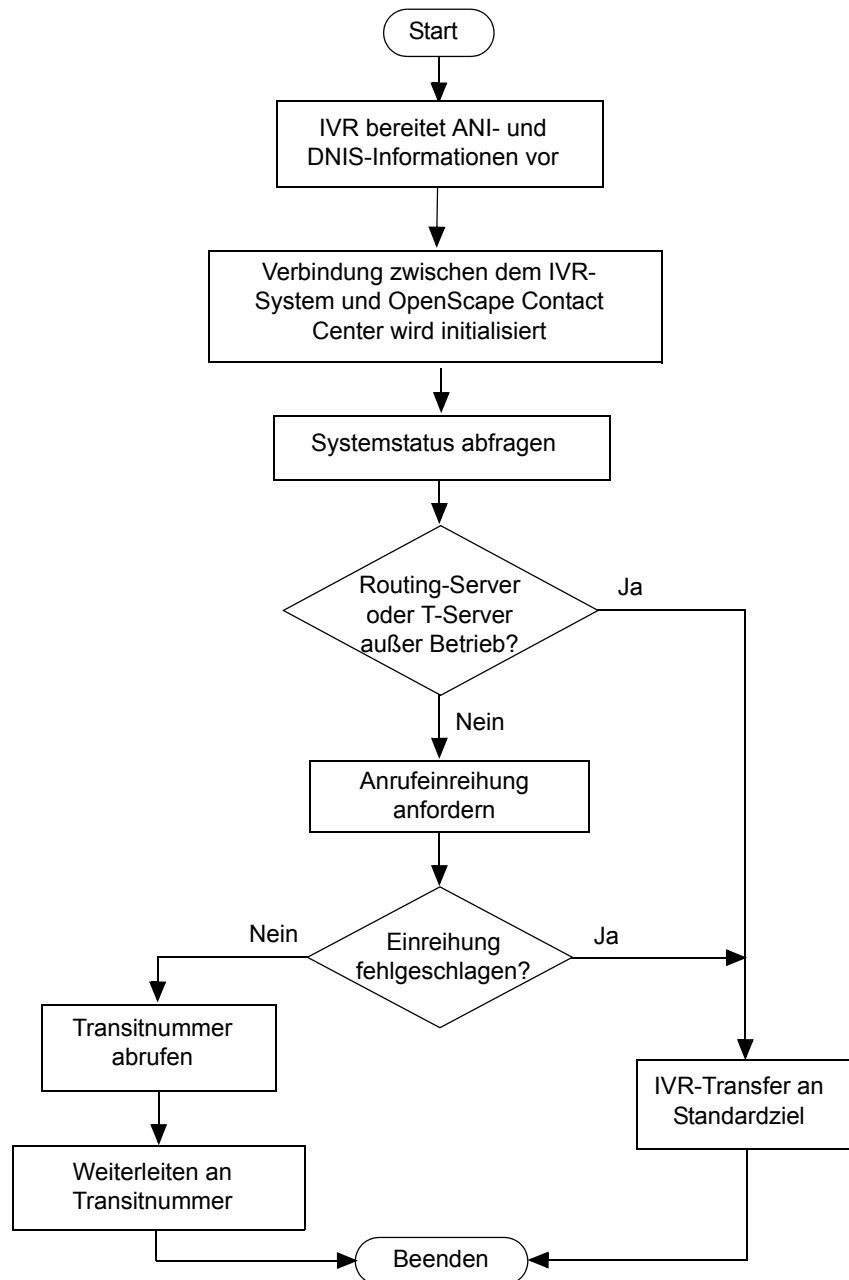 Start
IVR bereitet ANI- und
DNIS-Informationen vor
Verbindung zwischen dem IVR-
System und OpenScape Contact
Center wird initialisiert
Systemstatus abfragen
Routing-Server
oder T-Server
außer Betrieb?
Ja
Nein
Anrufeinreihung
anfordern
Nein
Einreihung
fehlgeschlagen?
Ja
Transitnummer
abrufen
IVR-Transfer an
Standardziel
Weiterleiten an
Transitnummer
Beenden